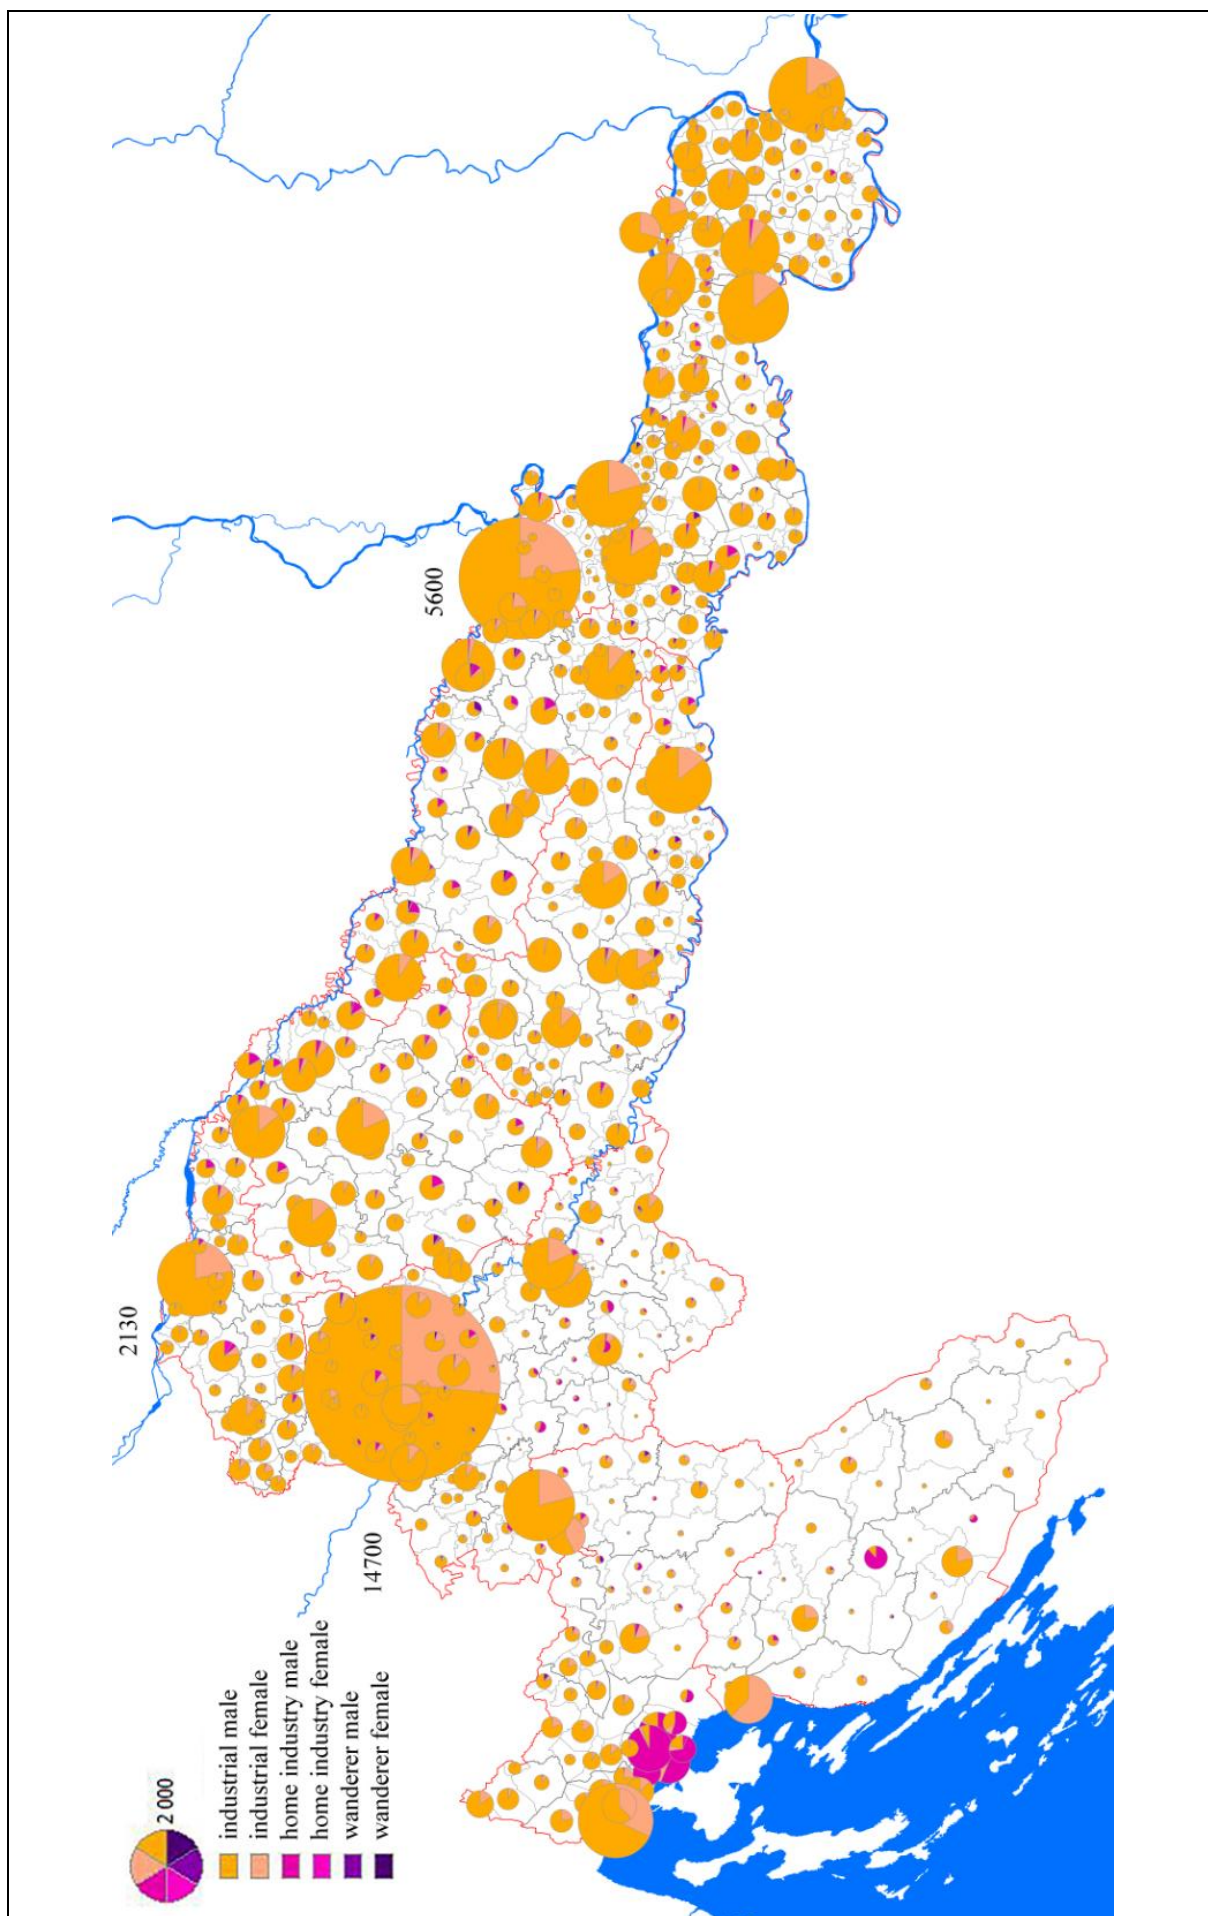 2 000
industrial male
industrial female
home industry male
home industry female
wanderer male
wanderer female
14700
2130
5600